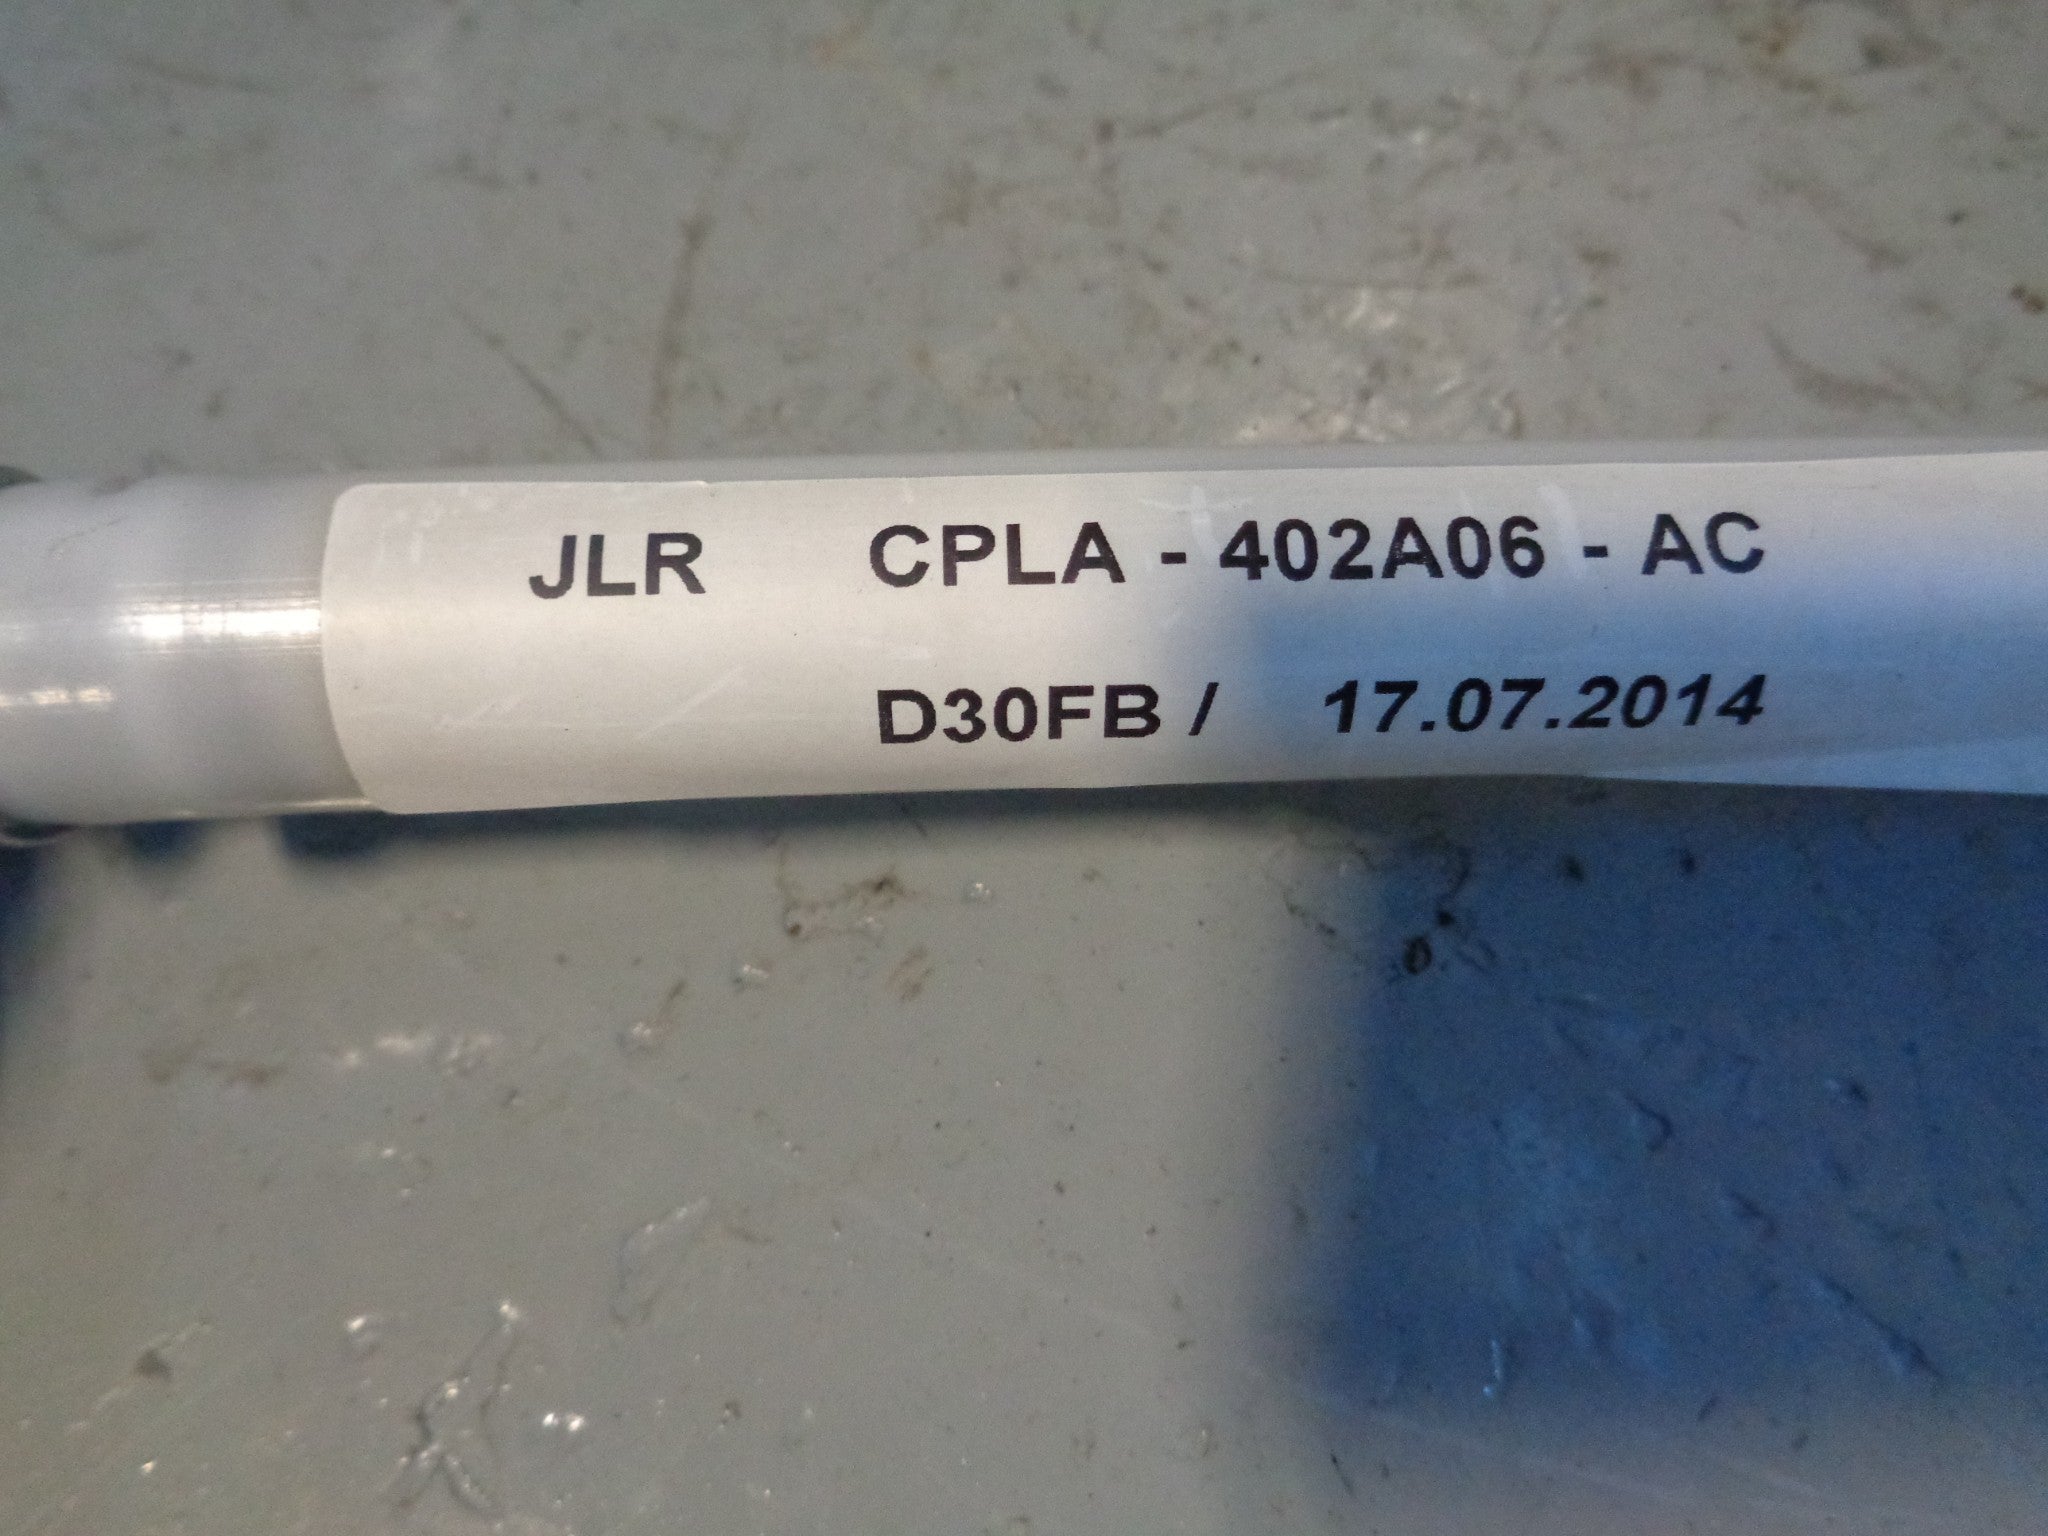 JLR CPLA - 402A06 - AC
D30FB / 17.07.2014